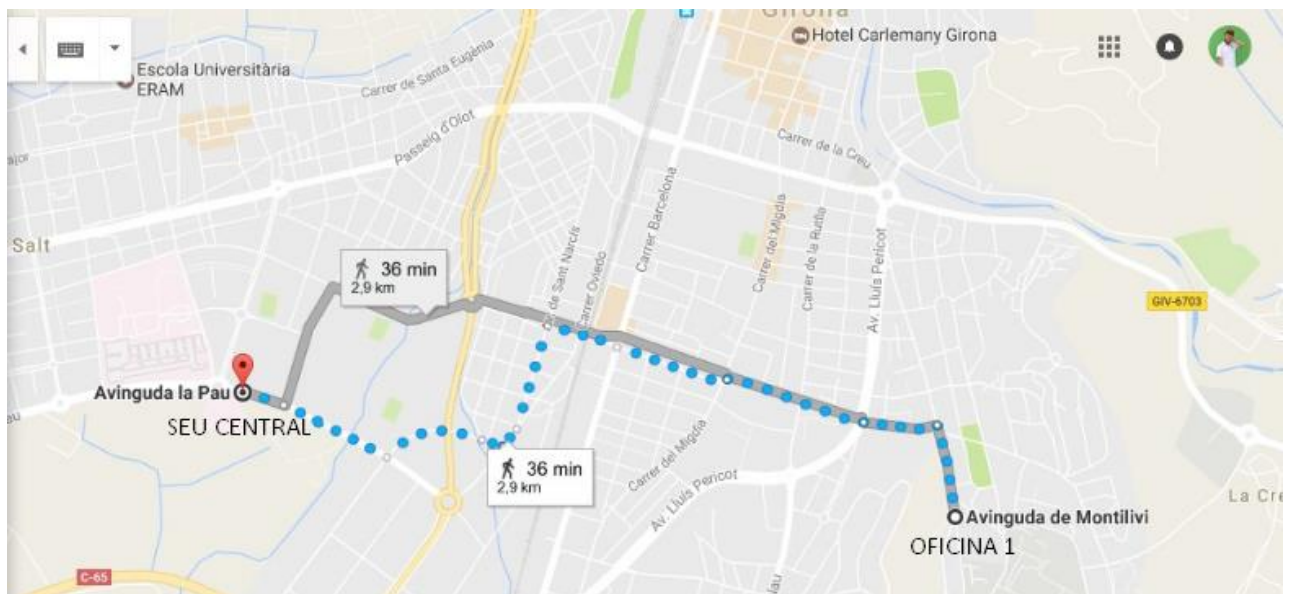 Girona
Hotel Carlemany Girona
Escola Universitària
ERAM
Carrer de Santa Eugènia
Passeig d'Olot
Carrer de la Creu
Salt
Carrer Barcelona
Carrer del Migdia
Carrer de la Rutlla
Av. Lluís Pericot
de Sant Narcís
Carrer Oviedo
36 min
2,9 km
GIV-6703
Avinguda la Pau
SEU CENTRAL
36 min
2,9 km
Carrer del Migdia
Av. Lluís Pericot
La Cre
Avinguda de Montilivi
OFICINA 1
C-65